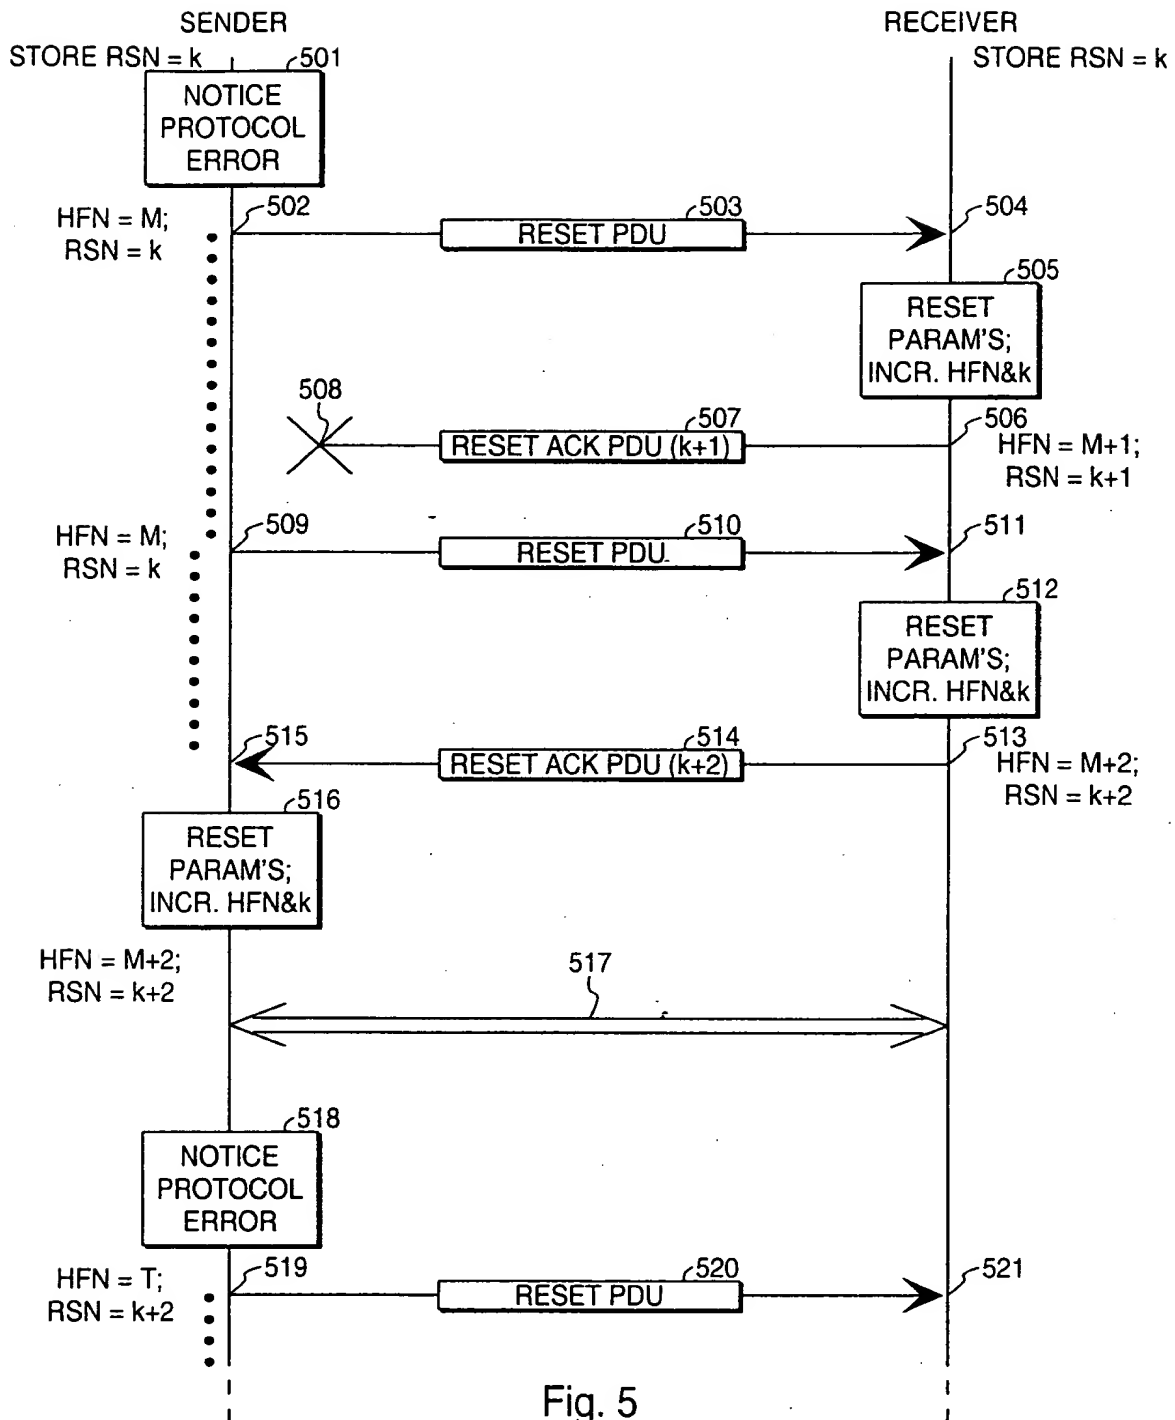 SENDER
RECEIVER
STORE RSN = k
501
STORE RSN = k
NOTICE
PROTOCOL
ERROR
HFN = M;
RSN = k
502
503
RESET PDU
504
505
RESET
PARAM'S;
INCR. HFN&k
508
507
RESET ACK PDU (k+1)
506
HFN = M+1;
RSN = k+1
HFN = M;
RSN = k
509
510
RESET PDU
511
512
RESET
PARAM'S;
INCR. HFN&k
515
514
RESET ACK PDU (k+2)
513
HFN = M+2;
RSN = k+2
516
RESET
PARAM'S;
INCR. HFN&k
HFN = M+2;
RSN = k+2
517
518
NOTICE
PROTOCOL
ERROR
HFN = T;
RSN = k+2
519
520
RESET PDU
521
Fig. 5